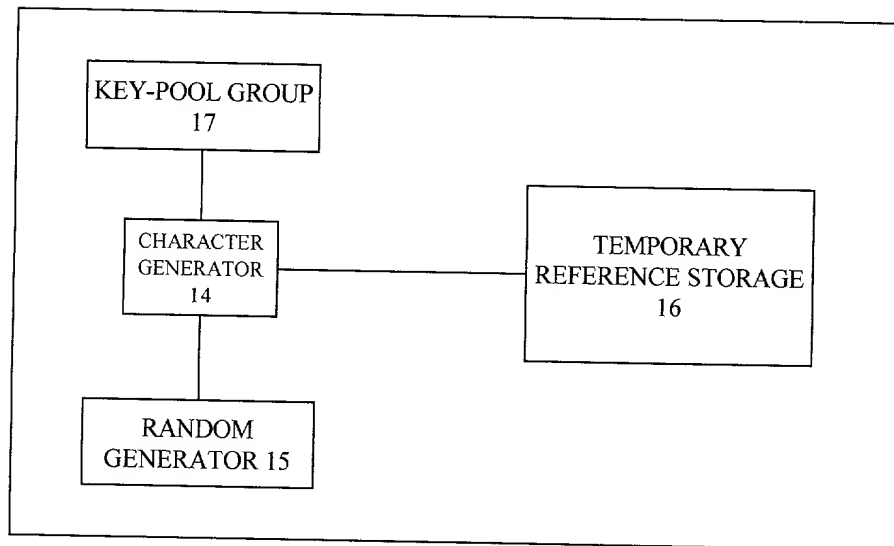 KEY-POOL GROUP
17
CHARACTER
GENERATOR
14
TEMPORARY
REFERENCE STORAGE
16
RANDOM
GENERATOR 15